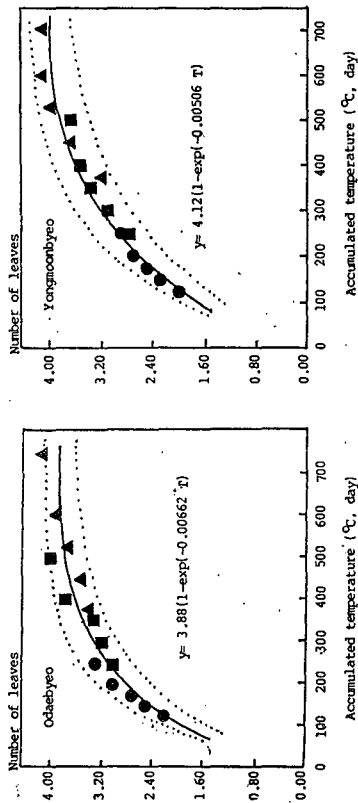 Number of leaves
Odaebyeo
4.00
3.20
2.40
1.60
0.80
0.00
y= 3.88(1-exp(-0.00662 T)
0 100 200 300 400 500 600 700
Accumulated temperature (°C, day)
Number of leaves
Yongmoonbyeo
4.00
3.20
2.40
1.60
0.80
0.00
y= 4.12(1-exp(-0.00506 T)
0 100 200 300 400 500 600 700
Accumulated temperature (°C, day)